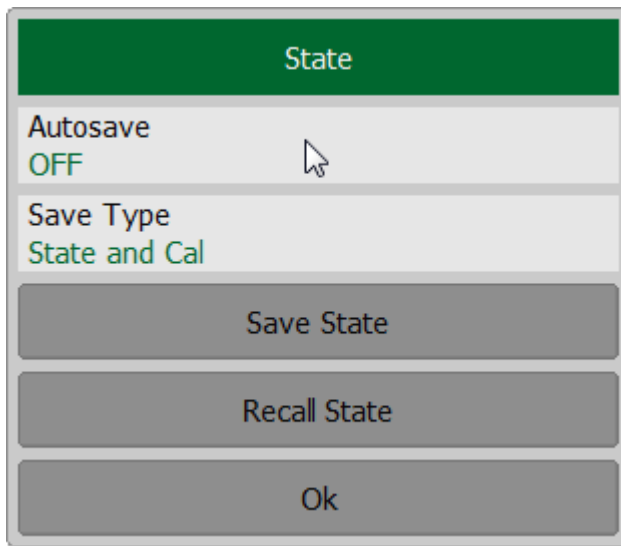 State
Autosave
OFF
Save Type
State and Cal
Save State
Recall State
Ok